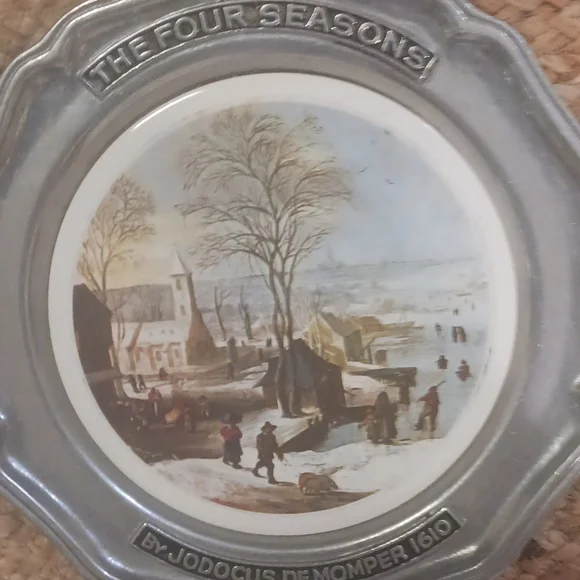 THE FOUR SEASONS
BY JODOCUS DE MOMPER 1610